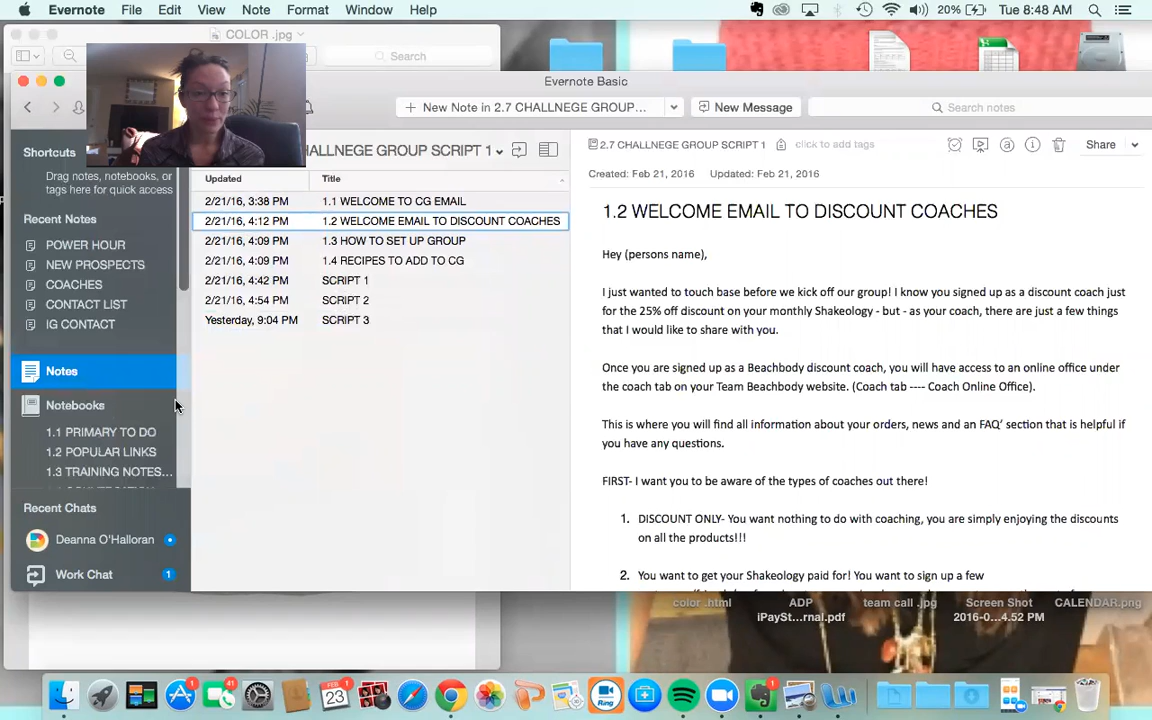 Evernote File Edit View Note Format Window Help 20% Tue 8:48 AM
COLOR .jpg
Search
Evernote Basic
New Note in 2.7 CHALLNEGE GROUP... New Message Search notes
Shortcuts
Drag notes, notebooks, or
tags here for quick access
Recent Notes
POWER HOUR
NEW PROSPECTS
COACHES
CONTACT LIST
IG CONTACT
Notes
Notebooks
1.1 PRIMARY TO DO
1.2 POPULAR LINKS
1.3 TRAINING NOTES...
Recent Chats
Deanna O'Halloran
Work Chat 1
HALLENGE GROUP SCRIPT 1
Updated Title
2/21/16, 3:38 PM 1.1 WELCOME TO CG EMAIL
2/21/16, 4:12 PM 1.2 WELCOME EMAIL TO DISCOUNT COACHES
2/21/16, 4:09 PM 1.3 HOW TO SET UP GROUP
2/21/16, 4:09 PM 1.4 RECIPES TO ADD TO CG
2/21/16, 4:42 PM SCRIPT 1
2/21/16, 4:54 PM SCRIPT 2
Yesterday, 9:04 PM SCRIPT 3
2.7 CHALLNEGE GROUP SCRIPT 1 click to add tags Share
Created: Feb 21, 2016 Updated: Feb 21, 2016
1.2 WELCOME EMAIL TO DISCOUNT COACHES
Hey (persons name),
I just wanted to touch base before we kick off our group! I know you signed up as a discount coach just
for the 25% off discount on your monthly Shakeology - but - as your coach, there are just a few things
that I would like to share with you.
Once you are signed up as a Beachbody discount coach, you will have access to an online office under
the coach tab on your Team Beachbody website. (Coach tab ---- Coach Online Office).
This is where you will find all information about your orders, news and an FAQ' section that is helpful if
you have any questions.
FIRST- I want you to be aware of the types of coaches out there!
1. DISCOUNT ONLY- You want nothing to do with coaching, you are simply enjoying the discounts
on all the products!!!
2. You want to get your Shakeology paid for! You want to sign up a few
color .html ADP team call .jpg Screen Shot CALENDAR.png
iPaySt...rnal.pdf 2016-0....4.52 PM
1 41 FEB 23 1 Ring 1